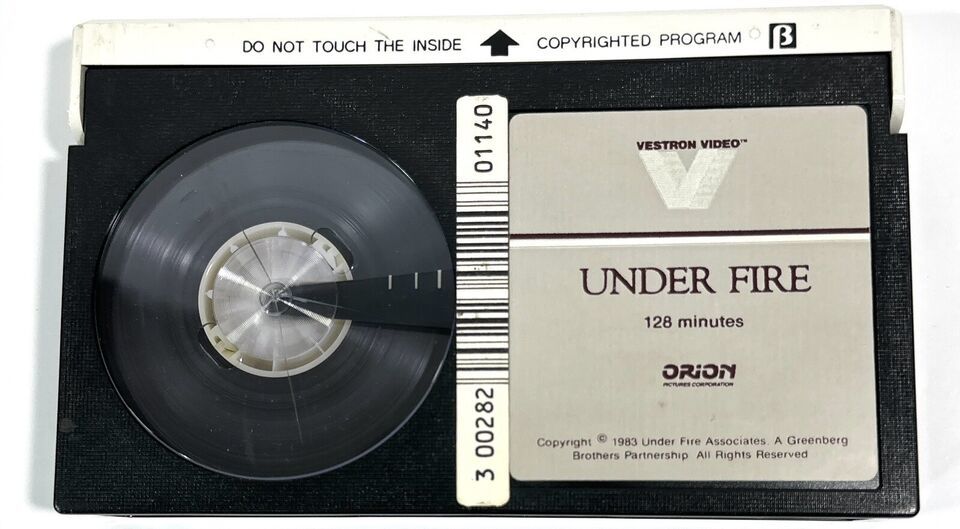 DO NOT TOUCH THE INSIDE COPYRIGHTED PROGRAM β
3 00282 01140
VESTRON VIDEO™
V
UNDER FIRE
128 minutes
ORION
PICTURES CORPORATION
Copyright © 1983 Under Fire Associates. A Greenberg
Brothers Partnership All Rights Reserved